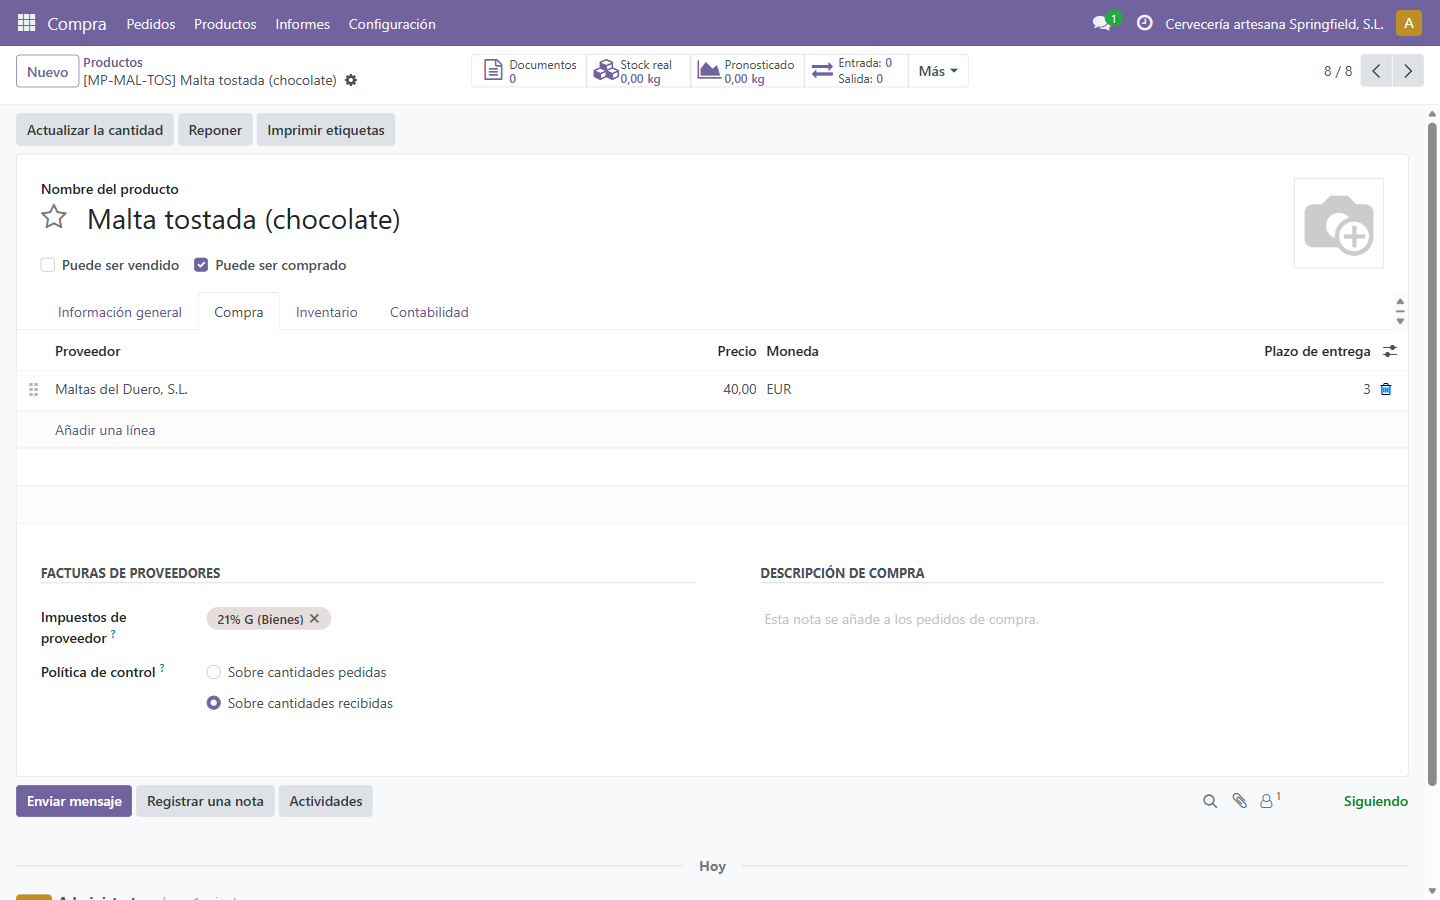 Compra Pedidos Productos Informes Configuración 1 Cervecería artesana Springfield, S.L. A
Nuevo
Productos
[MP-MAL-TOS] Malta tostada (chocolate)
Documentos
0
Stock real
0,00 kg
Pronosticado
0,00 kg
Entrada: 0
Salida: 0
Más
8 / 8
Actualizar la cantidad Reponer Imprimir etiquetas
Nombre del producto
Malta tostada (chocolate)
Puede ser vendido Puede ser comprado
Información general Compra Inventario Contabilidad
Proveedor Precio Moneda Plazo de entrega
Maltas del Duero, S.L. 40,00 EUR 3
Añadir una línea
FACTURAS DE PROVEEDORES
Impuestos de
proveedor ?
21% G (Bienes)
Política de control ?
Sobre cantidades pedidas
Sobre cantidades recibidas
DESCRIPCIÓN DE COMPRA
Esta nota se añade a los pedidos de compra.
Enviar mensaje Registrar una nota Actividades 1 Siguiendo
Hoy